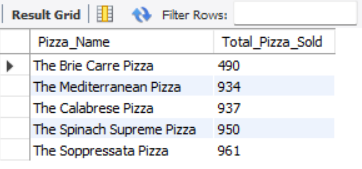 Result Grid Filter Rows:
Pizza_Name Total_Pizza_Sold
The Brie Carre Pizza 490
The Mediterranean Pizza 934
The Calabrese Pizza 937
The Spinach Supreme Pizza 950
The Soppressata Pizza 961